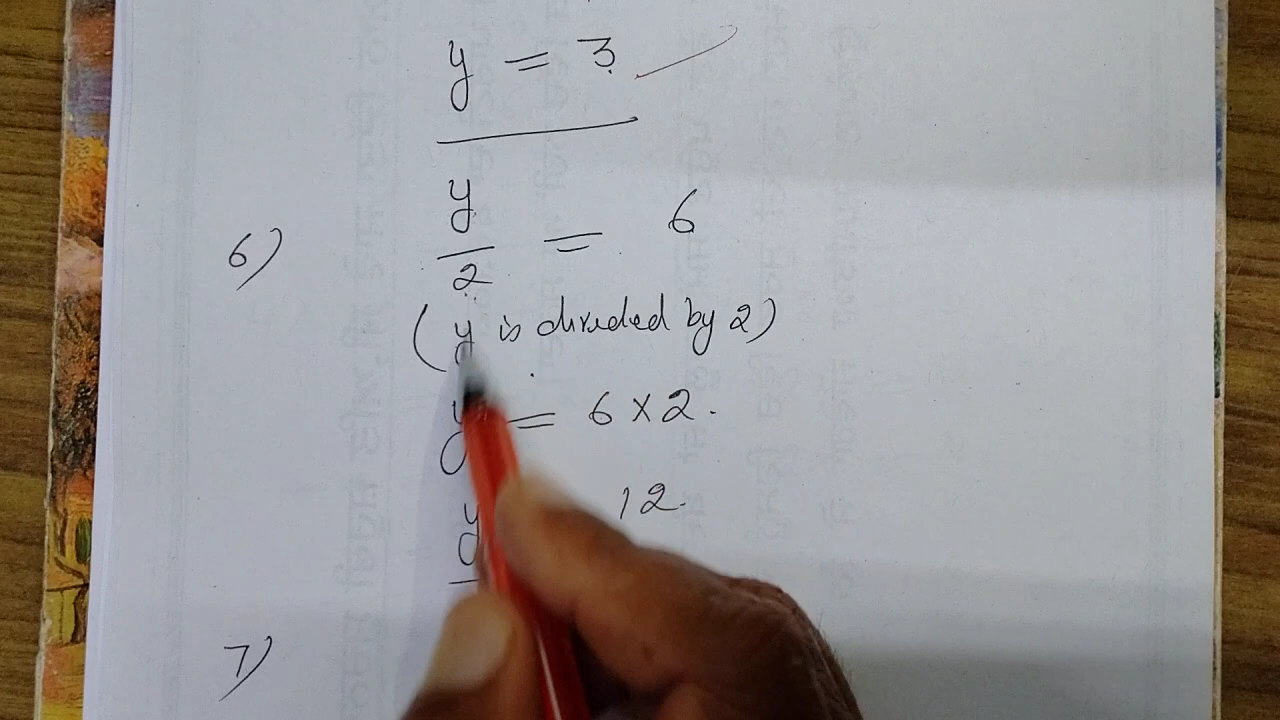 y = 3
6) y/2 = 6
(y is divided by 2)
y = 6 x 2.
y 12.
7)